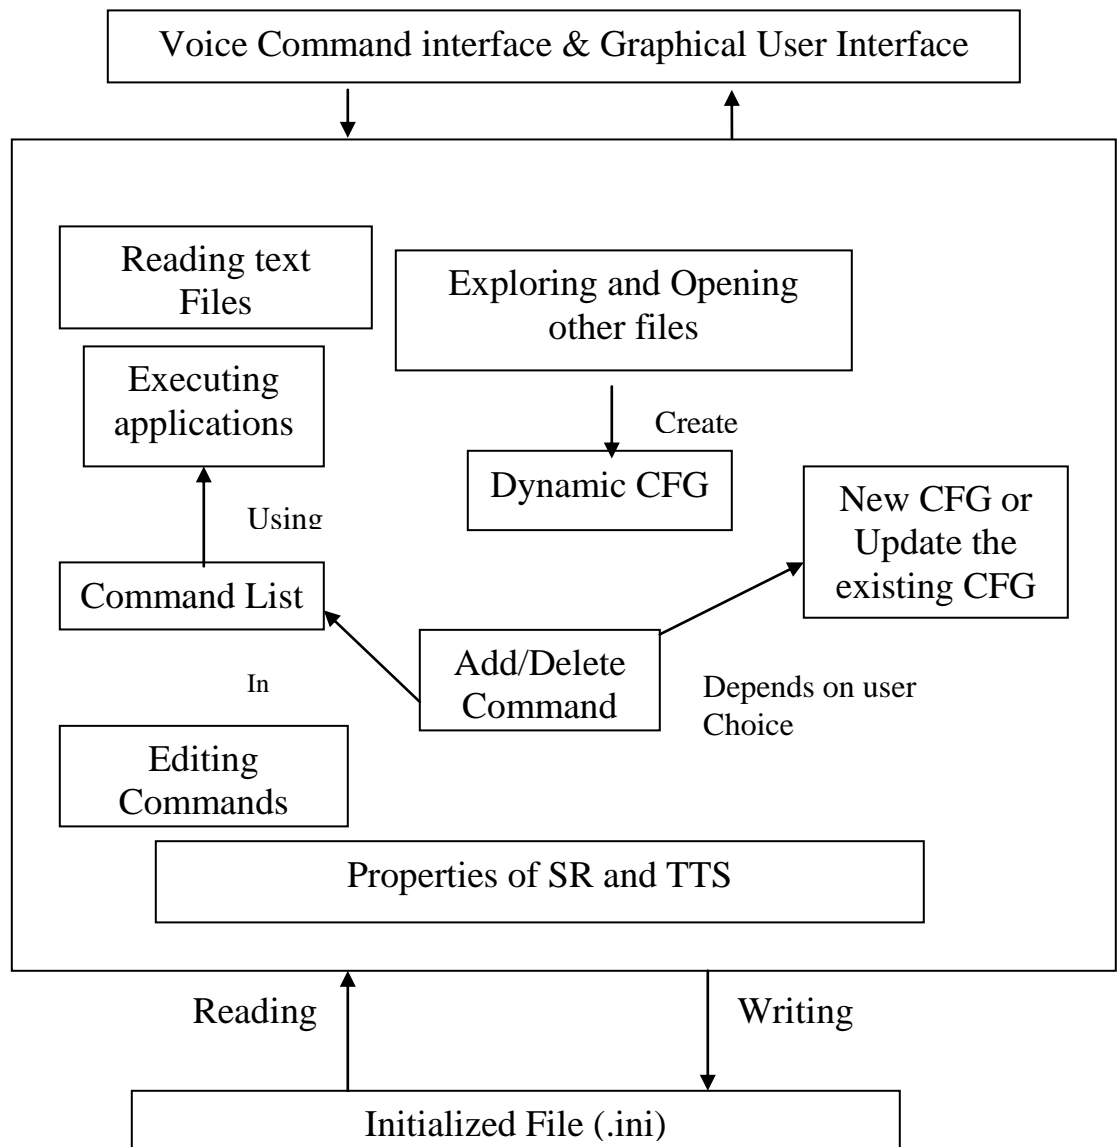 Voice Command interface & Graphical User Interface
Reading text
Files
Exploring and Opening
other files
Executing
applications
Create
Dynamic CFG
New CFG or
Update the
existing CFG
Using
Command List
Add/Delete
Command
In
Depends on user
Choice
Editing
Commands
Properties of SR and TTS
Reading
Writing
Initialized File (.ini)